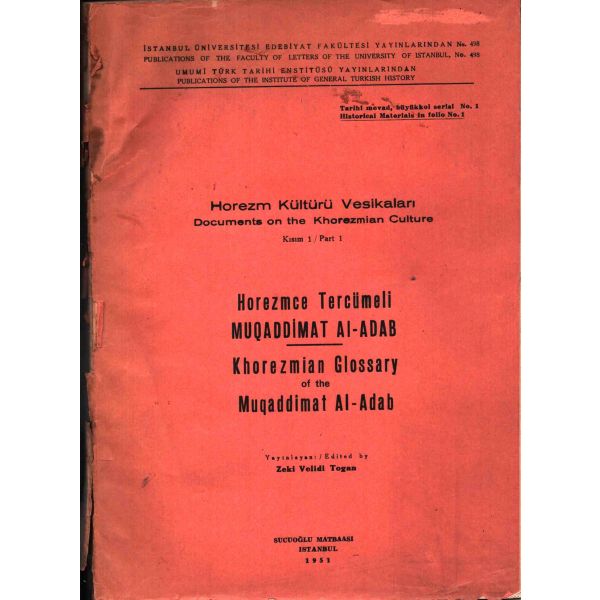 İSTANBUL ÜNİVERSİTESİ EDEBİYAT FAKÜLTESİ YAYINLARINDAN No. 498
PUBLICATIONS OF THE FACULTY OF LETTERS OF THE UNIVERSITY OF ISTANBUL, No. 498
UMUMİ TÜRK TARİHİ ENSTİTÜSÜ YAYINLARINDAN
PUBLICATIONS OF THE INSTITUTE OF GENERAL TURKISH HISTORY
Tarihi mevad, büyükkol serial No. 1
Historical Materials in folio No. 1
Horezm Kültürü Vesikaları
Documents on the Khorezmian Culture
Kısım 1 / Part 1
Horezmce Tercümeli
MUQADDİMAT Al-ADAB
Khorezmian Glossary
of the
Muqaddimat Al-Adab
Yayınlayan: / Edited by
Zeki Velidi Togan
SUCUOĞLU MATBAASI
ISTANBUL
1951